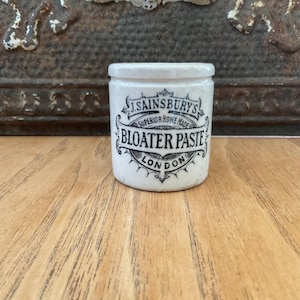 J. SAINSBURY'S
SUPERIOR HOME MADE
BLOATER PASTE
LONDON